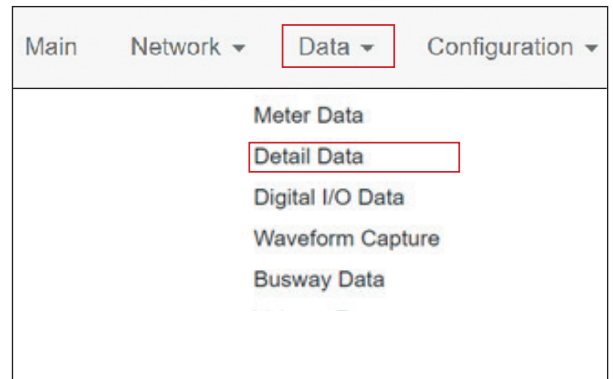 Main Network Data Configuration
Meter Data
Detail Data
Digital I/O Data
Waveform Capture
Busway Data